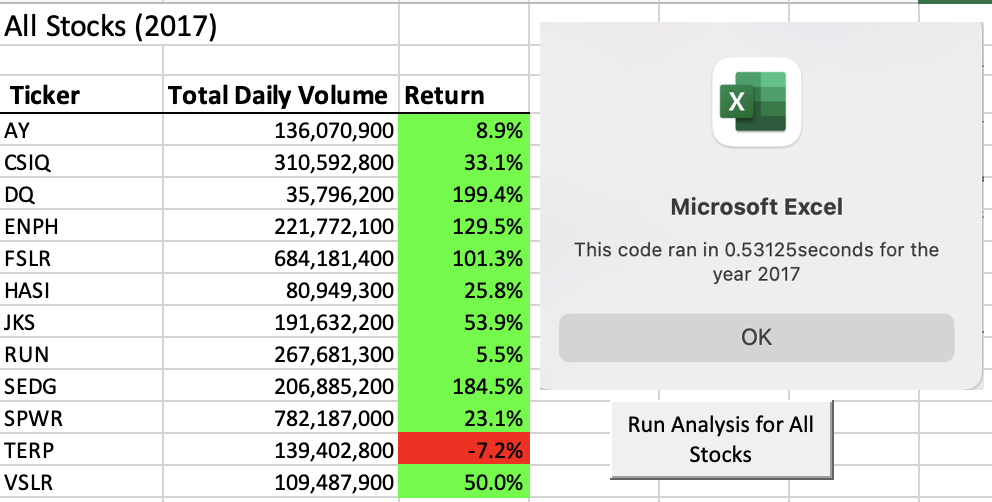 All Stocks (2017)
Ticker Total Daily Volume Return
AY 136,070,900 8.9%
CSIQ 310,592,800 33.1%
DQ 35,796,200 199.4%
ENPH 221,772,100 129.5%
FSLR 684,181,400 101.3%
HASI 80,949,300 25.8%
JKS 191,632,200 53.9%
RUN 267,681,300 5.5%
SEDG 206,885,200 184.5%
SPWR 782,187,000 23.1%
TERP 139,402,800 -7.2%
VSLR 109,487,900 50.0%
X
Microsoft Excel
This code ran in 0.53125seconds for the
year 2017
OK
Run Analysis for All
Stocks